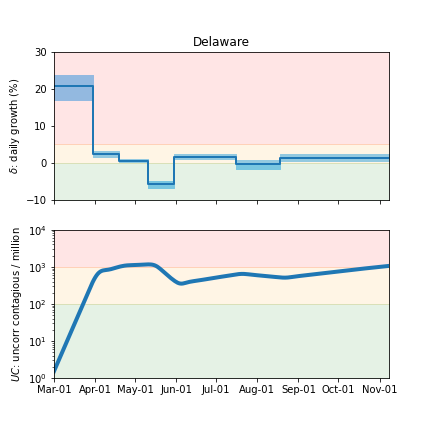 Delaware
δ: daily growth (%)
30
20
10
0
−10
UC: uncorr contagious / million
10⁴
10³
10²
10¹
10⁰
Mar-01 Apr-01 May-01 Jun-01 Jul-01 Aug-01 Sep-01 Oct-01 Nov-01